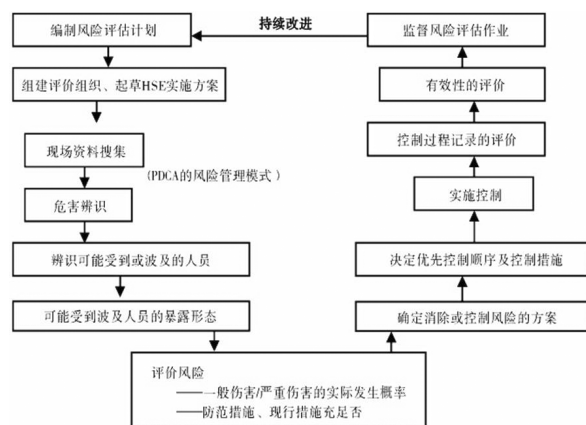 编制风险评估计划
持续改进
监督风险评估作业
组建评价组织、起草HSE实施方案
有效性的评价
现场资料搜集
控制过程记录的评价
(PDCA的风险管理模式)
危害辨识
实施控制
辨识可能受到或波及的人员
决定优先控制顺序及控制措施
可能受到波及人员的暴露形态
确定消除或控制风险的方案
评价风险
——一般伤害/严重伤害的实际发生概率
——防范措施、现行措施充足否